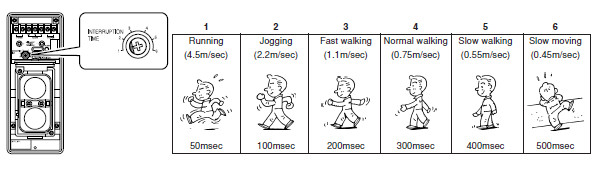 INTERRUPTION
TIME
1 2 3 4 5 6
Running Jogging Fast walking Normal walking Slow walking Slow moving
(4.5m/sec) (2.2m/sec) (1.1m/sec) (0.75m/sec) (0.55m/sec) (0.45m/sec)
50msec 100msec 200msec 300msec 400msec 500msec